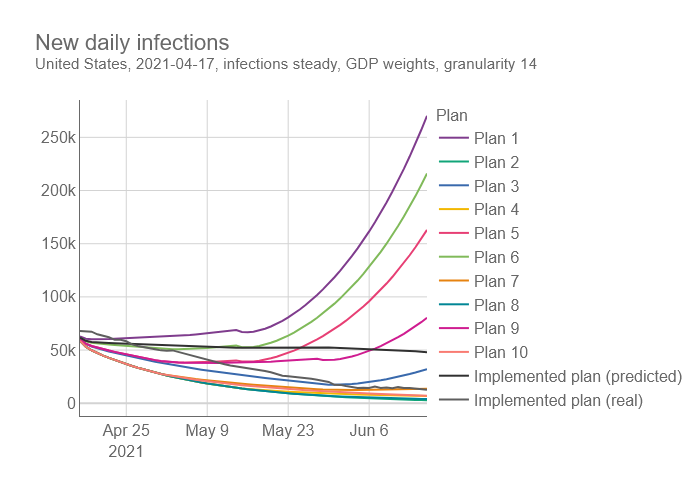 New daily infections
United States, 2021-04-17, infections steady, GDP weights, granularity 14
Plan
Plan 1
Plan 2
Plan 3
Plan 4
Plan 5
Plan 6
Plan 7
Plan 8
Plan 9
Plan 10
Implemented plan (predicted)
Implemented plan (real)
250k
200k
150k
100k
50k
0
Apr 25
2021
May 9
May 23
Jun 6